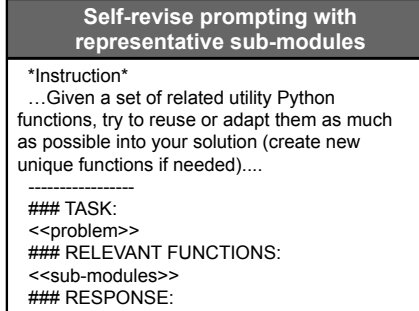 Self-revise prompting with
representative sub-modules
*Instruction*
…Given a set of related utility Python
functions, try to reuse or adapt them as much
as possible into your solution (create new
unique functions if needed)....
-----------------
### TASK:
<<problem>>
### RELEVANT FUNCTIONS:
<<sub-modules>>
### RESPONSE: